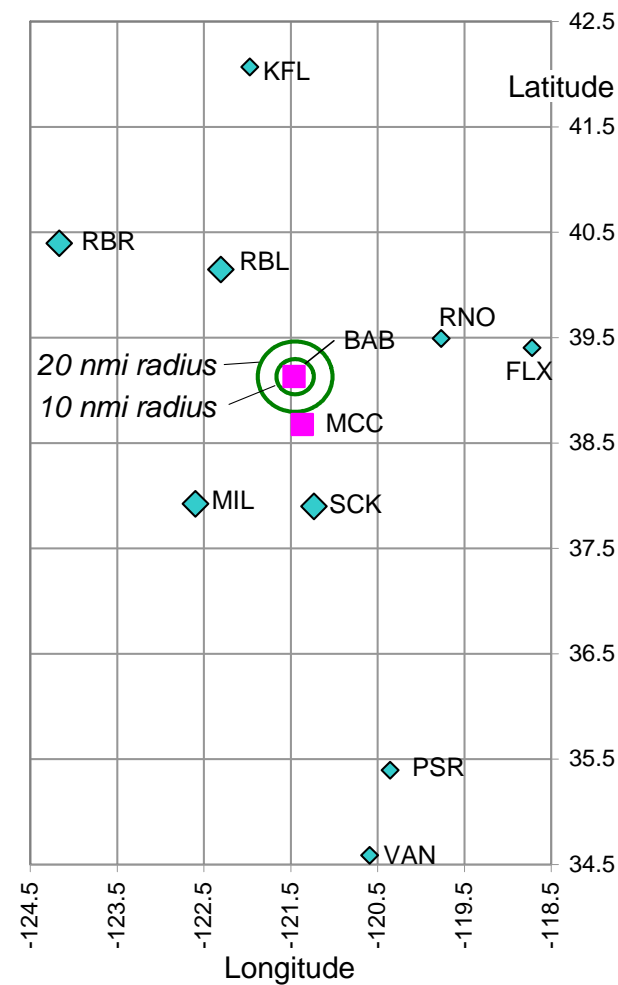 42.5
KFL
Latitude
41.5
RBR
40.5
RBL
RNO
39.5
BAB
20 nmi radius
FLX
10 nmi radius
MCC
38.5
MIL
SCK
37.5
36.5
35.5
PSR
VAN
34.5
-124.5
-123.5
-122.5
-121.5
-120.5
-119.5
-118.5
Longitude